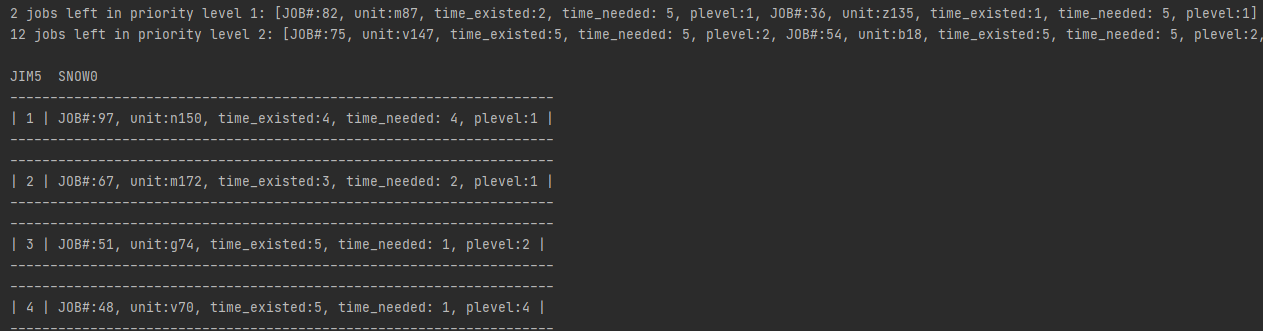 2 jobs left in priority level 1: [JOB#:82, unit:m87, time_existed:2, time_needed: 5, plevel:1, JOB#:36, unit:z135, time_existed:1, time_needed: 5, plevel:1]
12 jobs left in priority level 2: [JOB#:75, unit:v147, time_existed:5, time_needed: 5, plevel:2, JOB#:54, unit:b18, time_existed:5, time_needed: 5, plevel:2,
JIM5  SNOW0
--------------------------------------------------------------------
| 1 | JOB#:97, unit:n150, time_existed:4, time_needed: 4, plevel:1 |
--------------------------------------------------------------------
--------------------------------------------------------------------
| 2 | JOB#:67, unit:m172, time_existed:3, time_needed: 2, plevel:1 |
--------------------------------------------------------------------
--------------------------------------------------------------------
| 3 | JOB#:51, unit:g74, time_existed:5, time_needed: 1, plevel:2 |
--------------------------------------------------------------------
--------------------------------------------------------------------
| 4 | JOB#:48, unit:v70, time_existed:5, time_needed: 1, plevel:4 |
--------------------------------------------------------------------